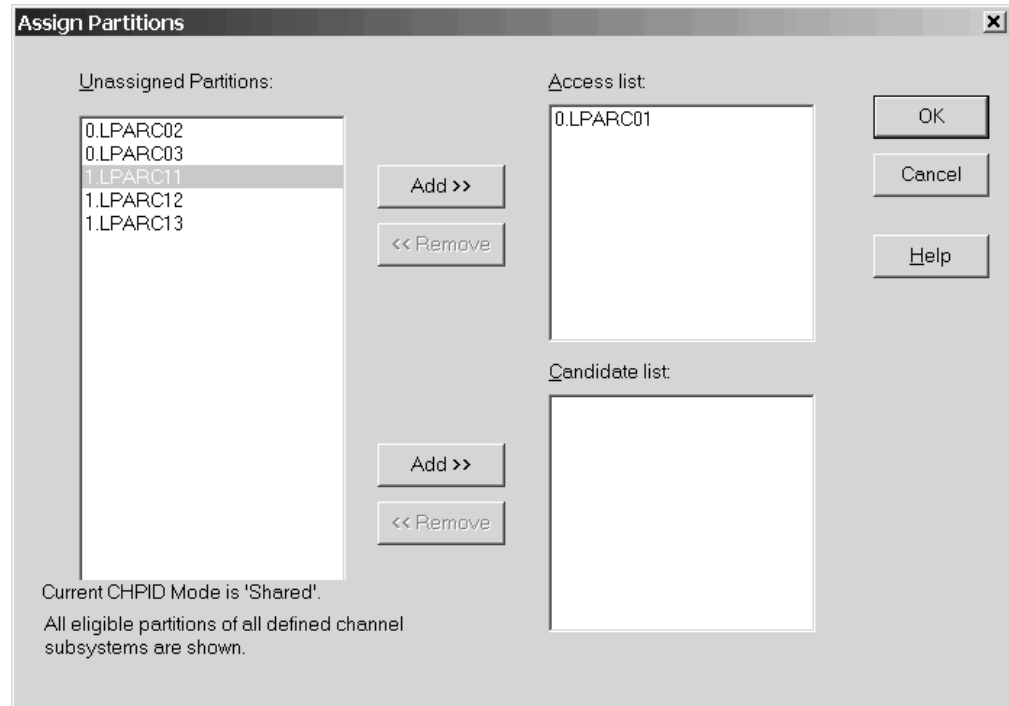 Assign Partitions
Unassigned Partitions:
0.LPARC02
0.LPARC03
1.LPARC11
1.LPARC12
1.LPARC13
Add >>
<< Remove
Access list:
0.LPARC01
OK
Cancel
Help
Candidate list:
Add >>
<< Remove
Current CHPID Mode is 'Shared'.
All eligible partitions of all defined channel
subsystems are shown.